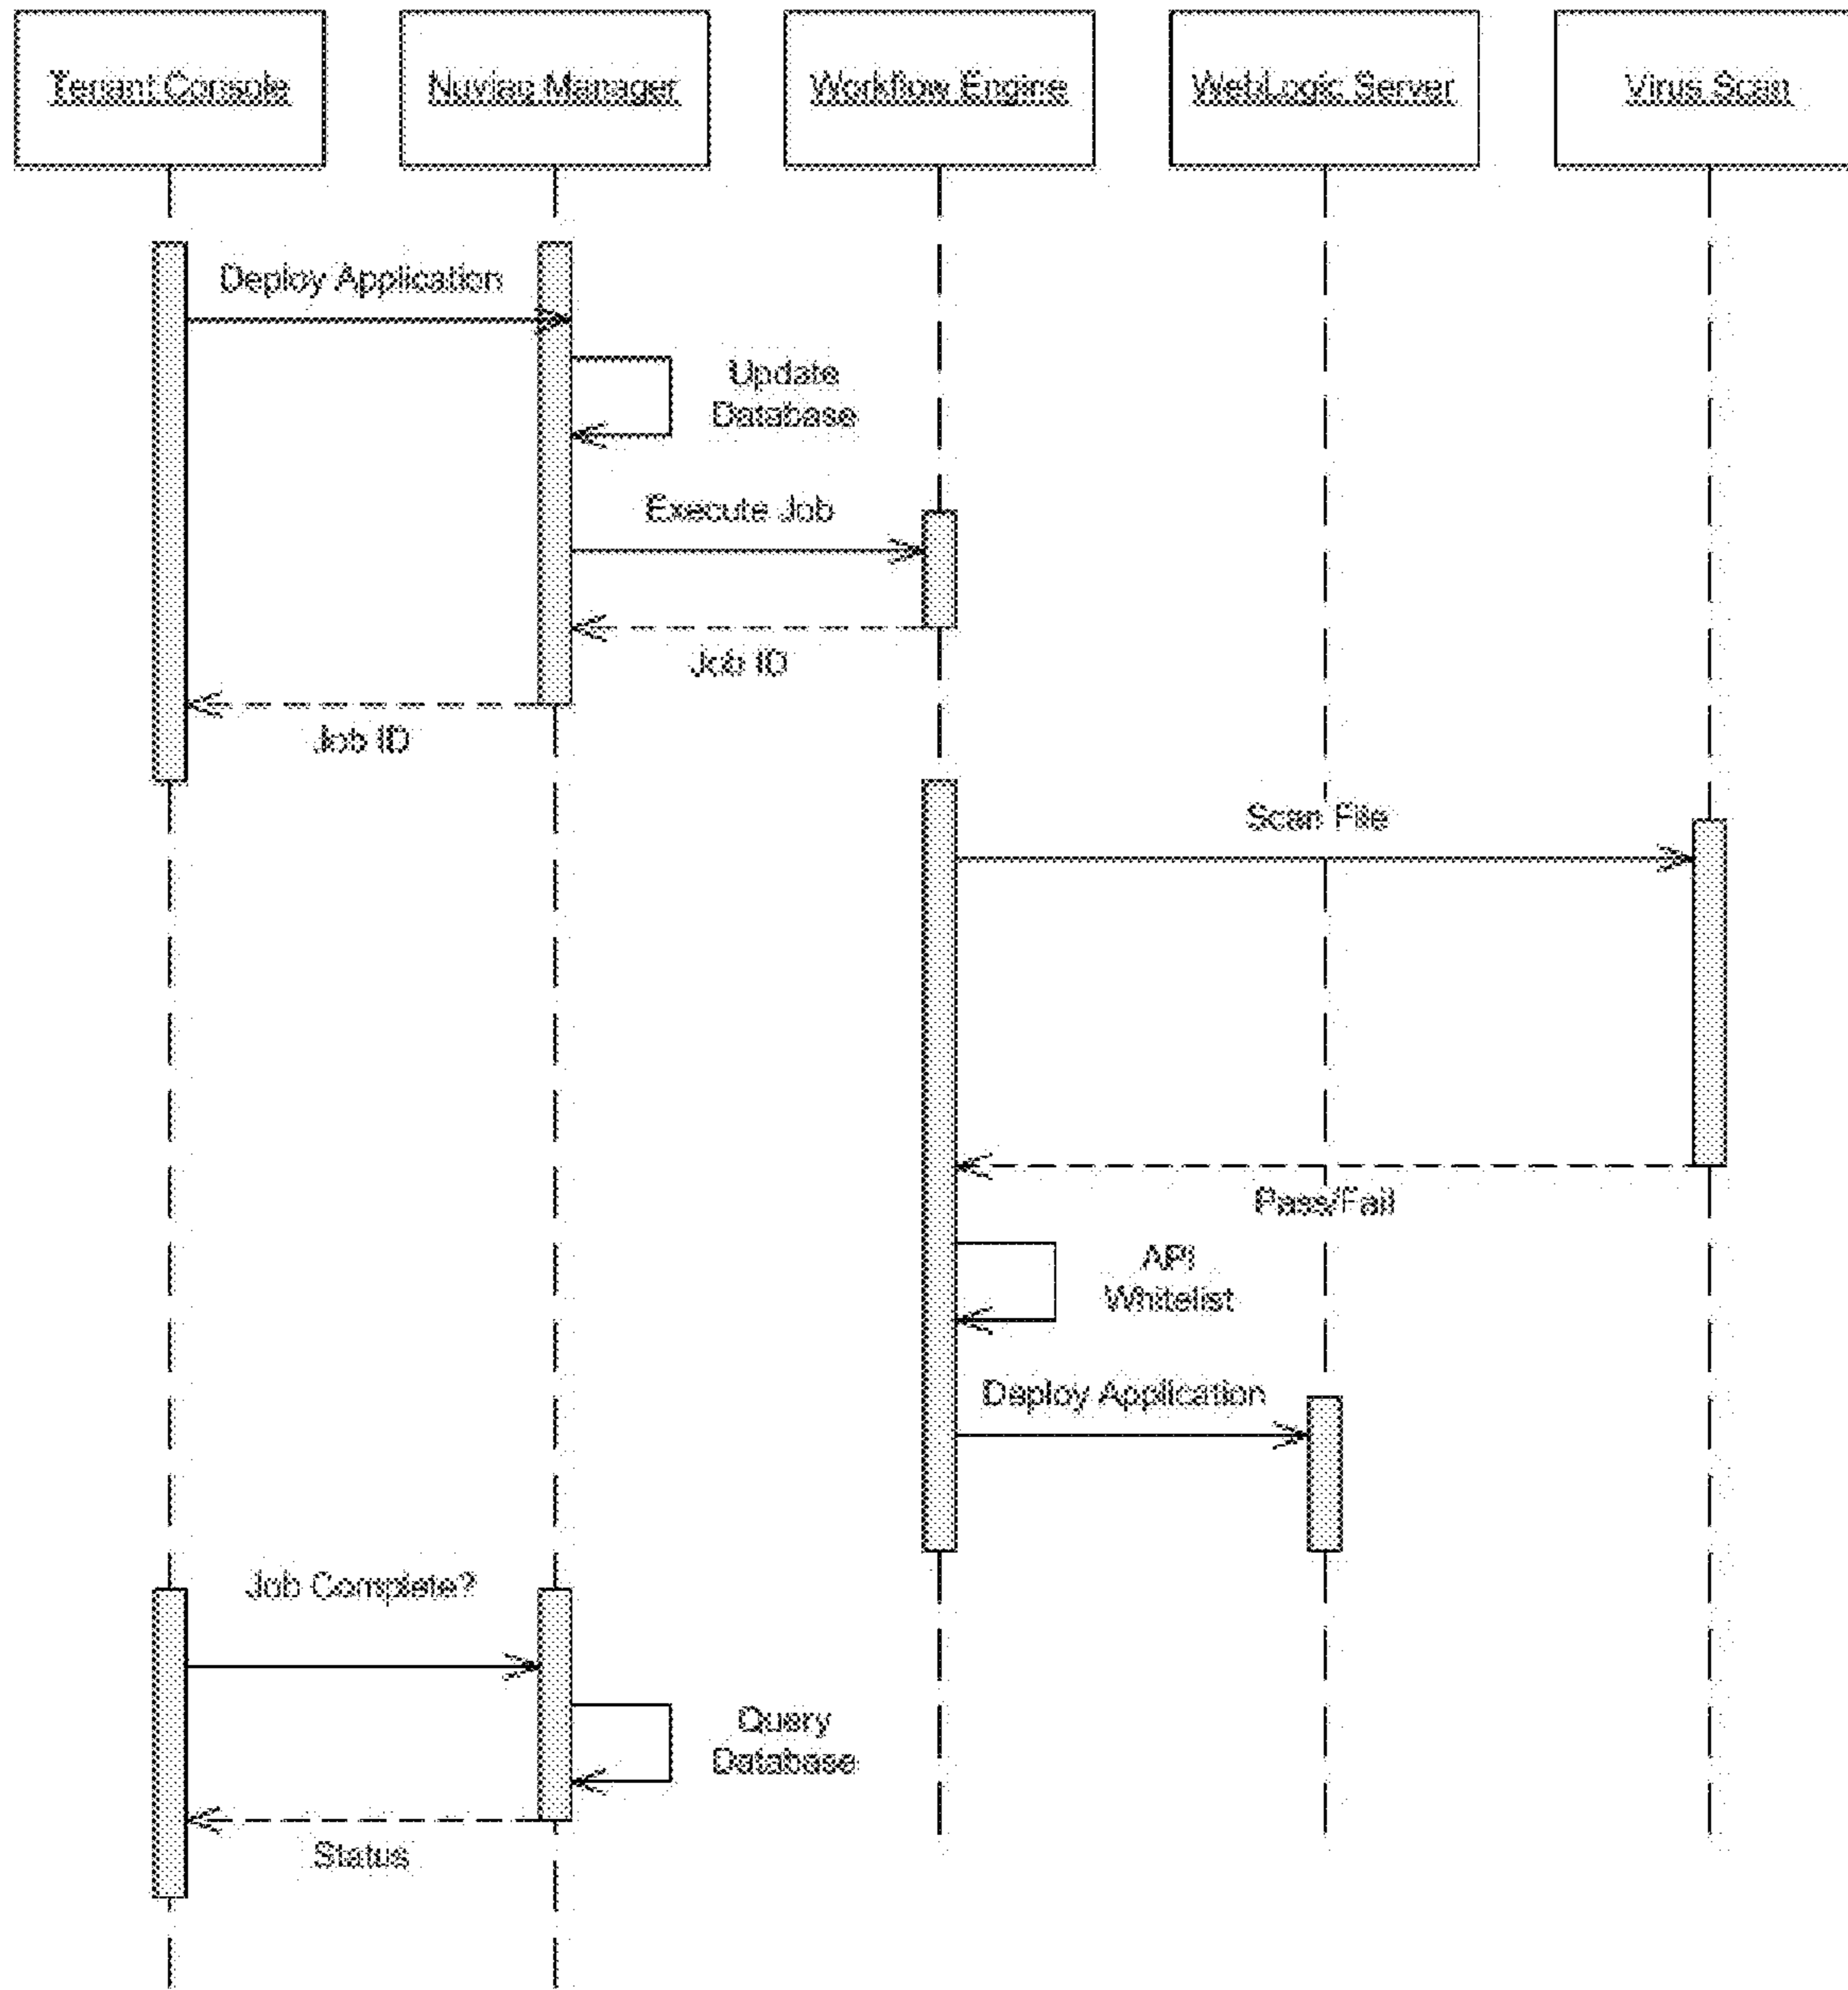 Tenant Console
Nuviaq Manager
Workflow Engine
WebLogic Server
Virus Scan
Deploy Application
Update
Database
Execute Job
Job ID
Job ID
Scan File
Pass/Fail
API
Whitelist
Deploy Application
Job Complete?
Query
Database
Status